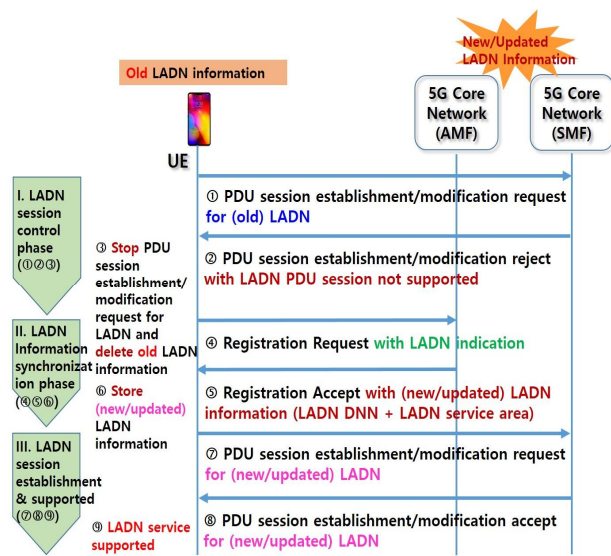 New/Updated
LADN Information
Old LADN information
5G Core
Network
(AMF)
5G Core
Network
(SMF)
UE
I. LADN
session
control
phase
(①②③)
① PDU session establishment/modification request
for (old) LADN
② PDU session establishment/modification reject
with LADN PDU session not supported
③ Stop PDU
session
establishment/
modification
request for
LADN and
delete old LADN
information
II. LADN
Information
synchronizat
ion phase
(④⑤⑥)
④ Registration Request with LADN indication
⑤ Registration Accept with (new/updated) LADN
information (LADN DNN + LADN service area)
⑥ Store
(new/updated)
LADN
information
III. LADN
session
establishment
& supported
(⑦⑧⑨)
⑦ PDU session establishment/modification request
for (new/updated) LADN
⑧ PDU session establishment/modification accept
for (new/updated) LADN
⑨ LADN service
supported